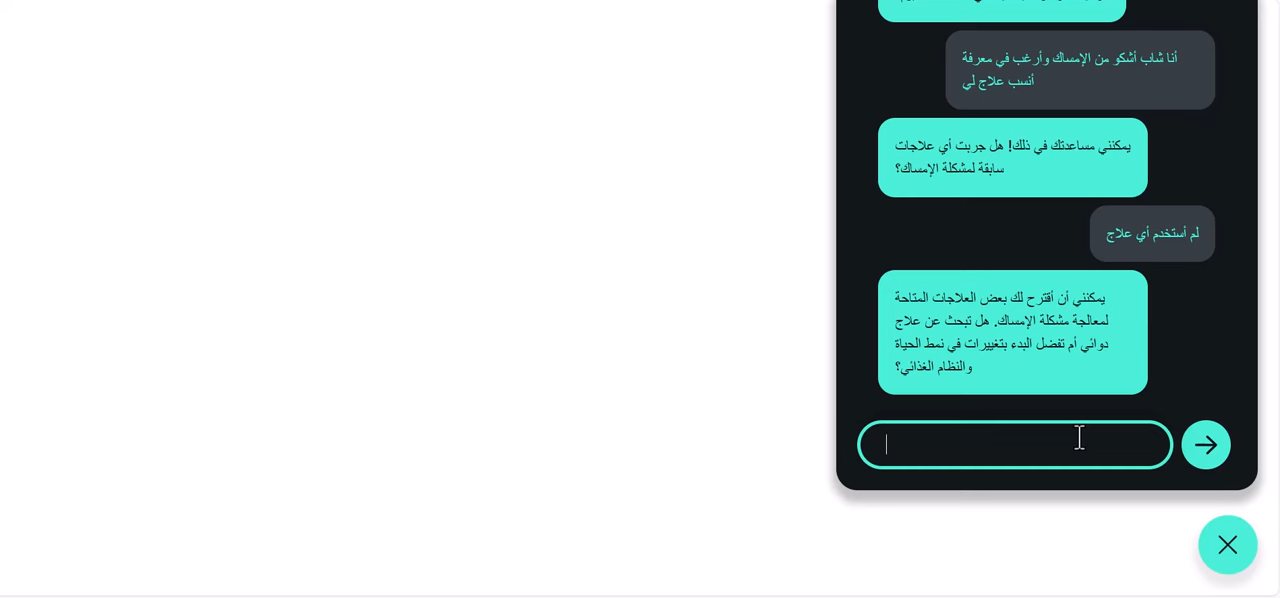 أنا شاب أشكو من الإمساك وأرغب في معرفة
أنسب علاج لي
يمكنني مساعدتك في ذلك! هل جربت أي علاجات
سابقة لمشكلة الإمساك؟
لم أستخدم أي علاج
يمكنني أن أقترح لك بعض العلاجات المتاحة
لمعالجة مشكلة الإمساك. هل تبحث عن علاج
دوائي أم تفضل البدء بتغييرات في نمط الحياة
والنظام الغذائي؟